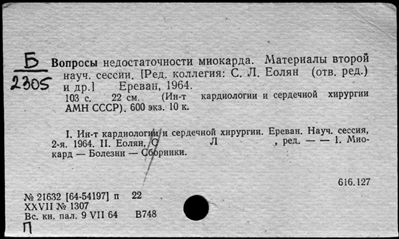 Б
2305
Вопросы недостаточности миокарда. Материалы второй
науч. сессии. [Ред. коллегия: С. Л. Еолян (отв. ред.)
и др.] Ереван, 1964.
103 с. 22 см. (Ин-т кардиологии и сердечной хирургии
АМН СССР). 600 экз. 10 к.
I. Ин-т кардиологии и сердечной хирургии. Ереван. Науч. сессия,
2-я. 1964. II. Еолян, С Л , ред. — — 1. Мио-
кард — Болезни — Сборники.
616.127
№ 21632 [64-54197] п 22
XXVII № 1307
Вс. кн. пал. 9 VII 64 В748
П